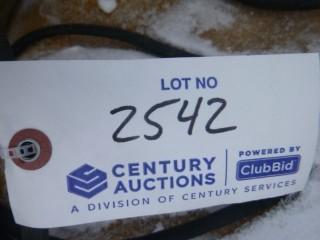 LOT NO
2542
CENTURY AUCTIONS
POWERED BY
ClubBid
A DIVISION OF CENTURY SERVICES